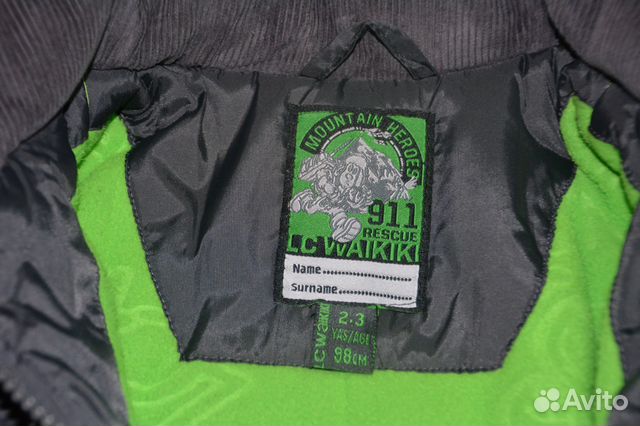 MOUNTAIN HEROES
911
RESCUE
LC WAIKIKI
Name
Surname
LC Waikiki
2-3
YAS/AGE
98CM
Avito